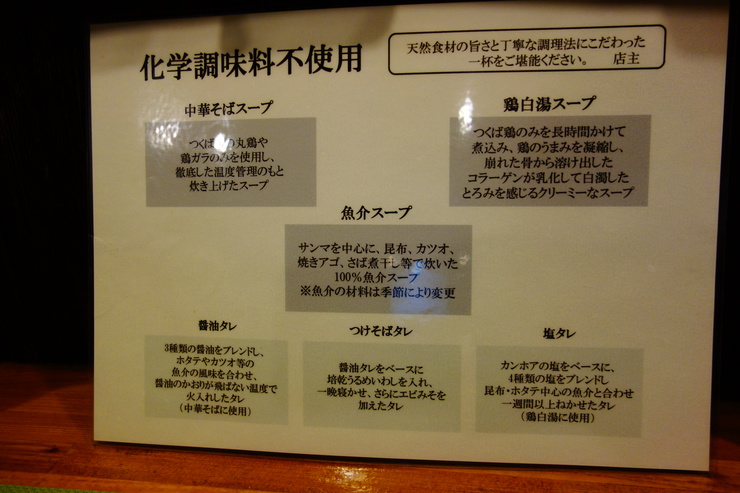 化学調味料不使用
天然食材の旨さと丁寧な調理法にこだわった
一杯をご堪能ください。　店主
中華そばスープ
つくば の丸鶏や
鶏ガラのみを使用し、
徹底した温度管理のもと
炊き上げたスープ
鶏白湯スープ
つくば鶏のみを長時間かけて
煮込み、鶏のうまみを凝縮し、
崩れた骨から溶け出した
コラーゲンが乳化して白濁した
とろみを感じるクリーミーなスープ
魚介スープ
サンマを中心に、昆布、カツオ、
焼きアゴ、さば煮干し等で炊いた
100%魚介スープ
※魚介の材料は季節により変更
醤油タレ
3種類の醤油をブレンドし、
ホタテやカツオ等の
魚介の風味を合わせ、
醤油のかおりが飛ばない温度で
火入れしたタレ
（中華そばに使用）
つけそばタレ
醤油タレをベースに
焙乾うるめいわしを入れ、
一晩寝かせ、さらにエビみそを
加えたタレ
塩タレ
カンホアの塩をベースに、
4種類の塩をブレンドし
昆布・ホタテ中心の魚介と合わせ
一週間以上ねかせたタレ
（鶏白湯に使用）